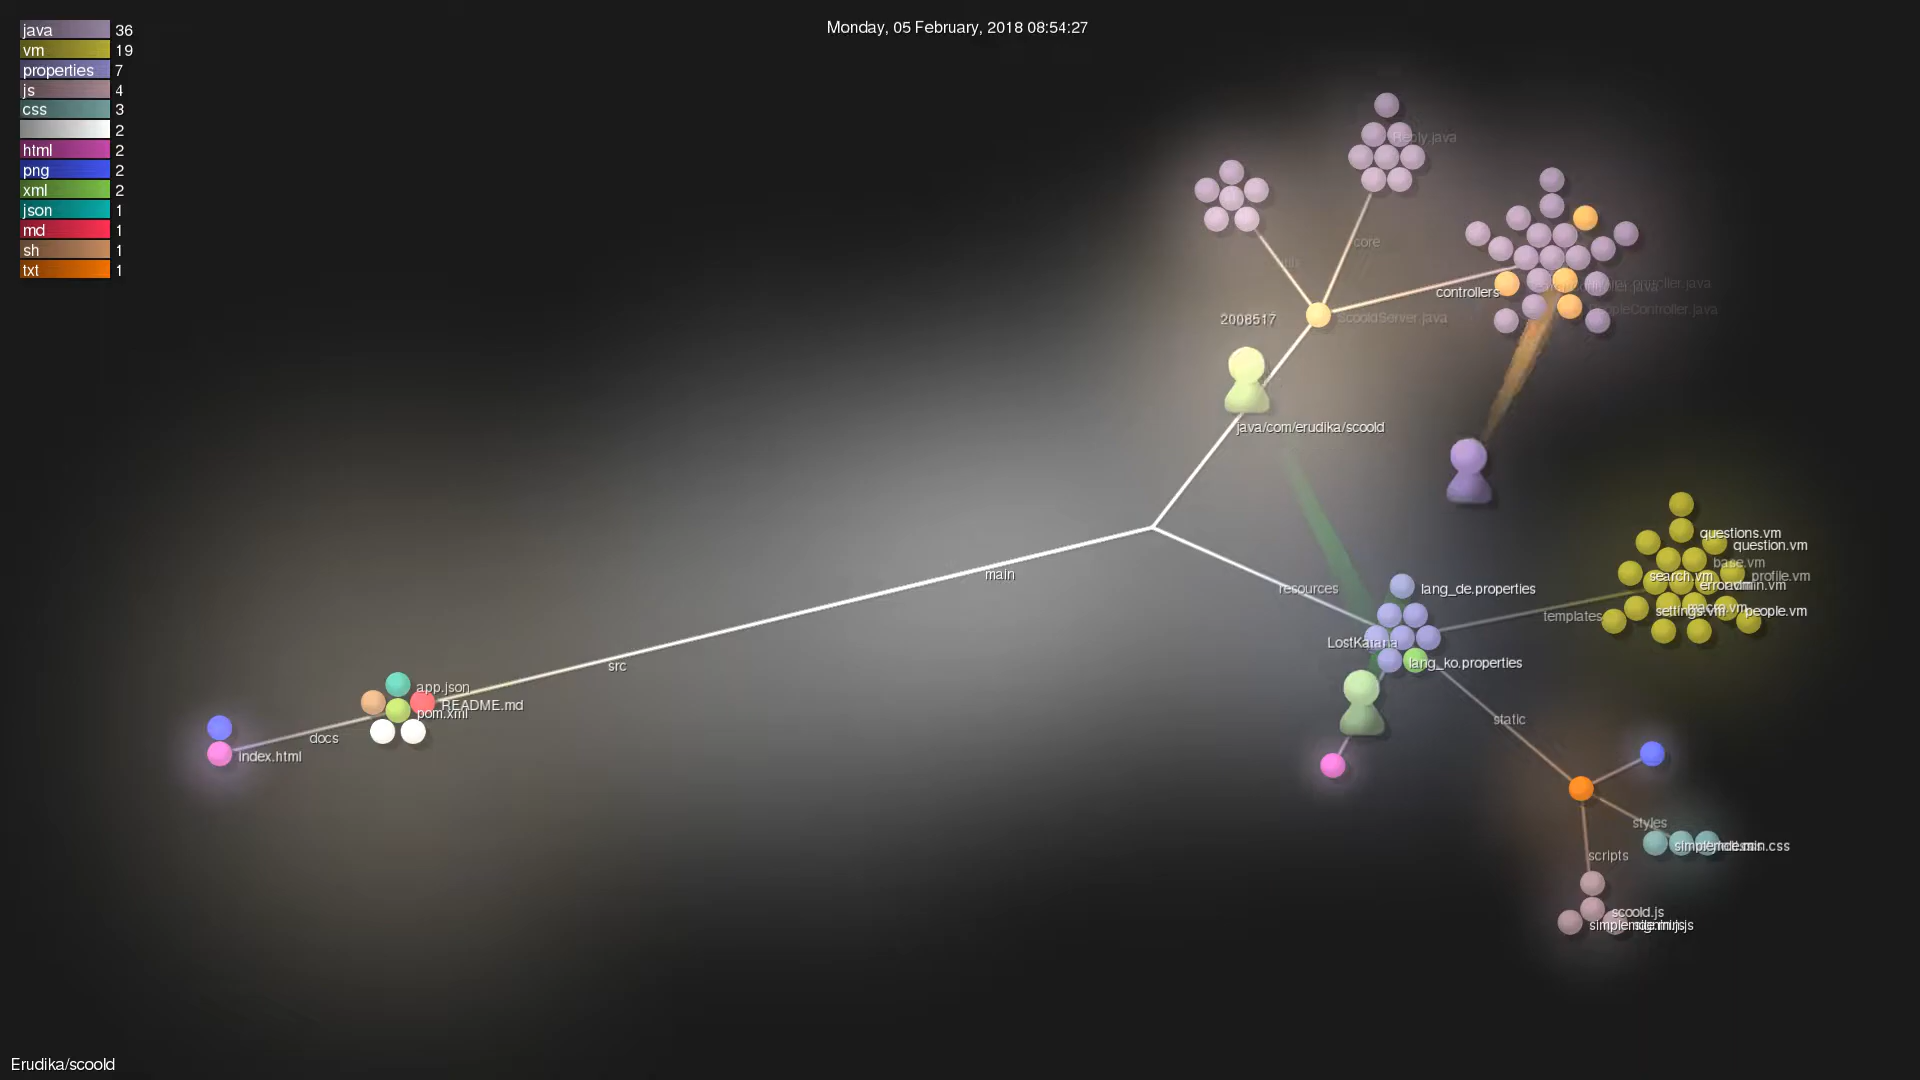 Monday, 05 February, 2018 08:54:27
java 36
vm 19
properties 7
js 4
css 3
2
html 2
png 2
xml 2
json 1
md 1
sh 1
txt 1
Reply.java
core
controllers
PeopleController.java
2008517
ScooldServer.java
java/com/erudika/scoold
questions.vm
question.vm
base.vm
search.vm
profile.vm
main
resources
lang_de.properties
templates
settings.vm
macro.vm
people.vm
LostKatana
lang_ko.properties
src
app.json
README.md
pom.xml
docs
index.html
static
styles
scripts
scoold.js
Erudika/scoold